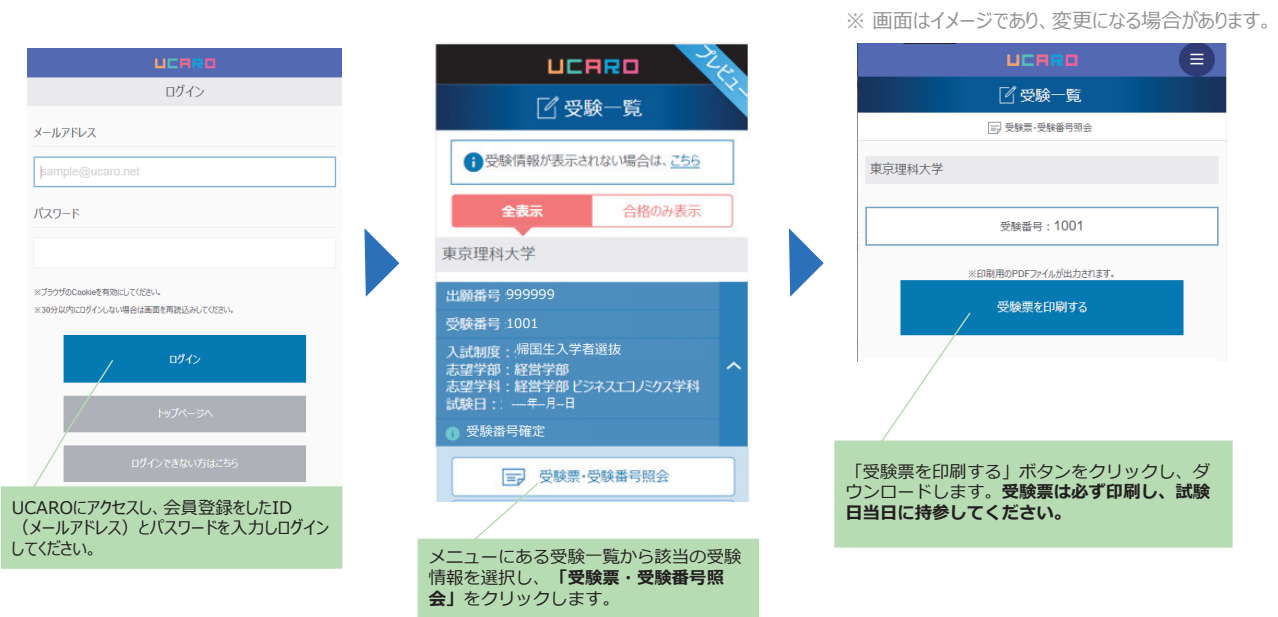 ※ 画面はイメージであり、変更になる場合があります。
UCARO
ログイン
メールアドレス
sample@ucaro.net
パスワード
※ブラウザのCookieを有効にしてください。
※30分以内にログインしない場合は画面を再読込みしてください。
ログイン
トップページへ
ログインできない方はこちら
UCAROにアクセスし、会員登録をしたID
（メールアドレス）とパスワードを入力しログイン
してください。
UCARO
プレビュー
受験一覧
受験情報が表示されない場合は、こちら
全表示
合格のみ表示
東京理科大学
出願番号 :999999
受験番号 :1001
入試制度：帰国生入学者選抜
志望学部：経営学部
志望学科：経営学部 ビジネスエコノミクス学科
試験日：: ----年--月--日
受験番号確定
受験票・受験番号照会
メニューにある受験一覧から該当の受験
情報を選択し、「受験票・受験番号照
会」をクリックします。
UCARO
受験一覧
受験票・受験番号照会
東京理科大学
受験番号：1001
※印刷用のPDFファイルが出力されます。
受験票を印刷する
「受験票を印刷する」ボタンをクリックし、ダ
ウンロードします。受験票は必ず印刷し、試験
日当日に持参してください。